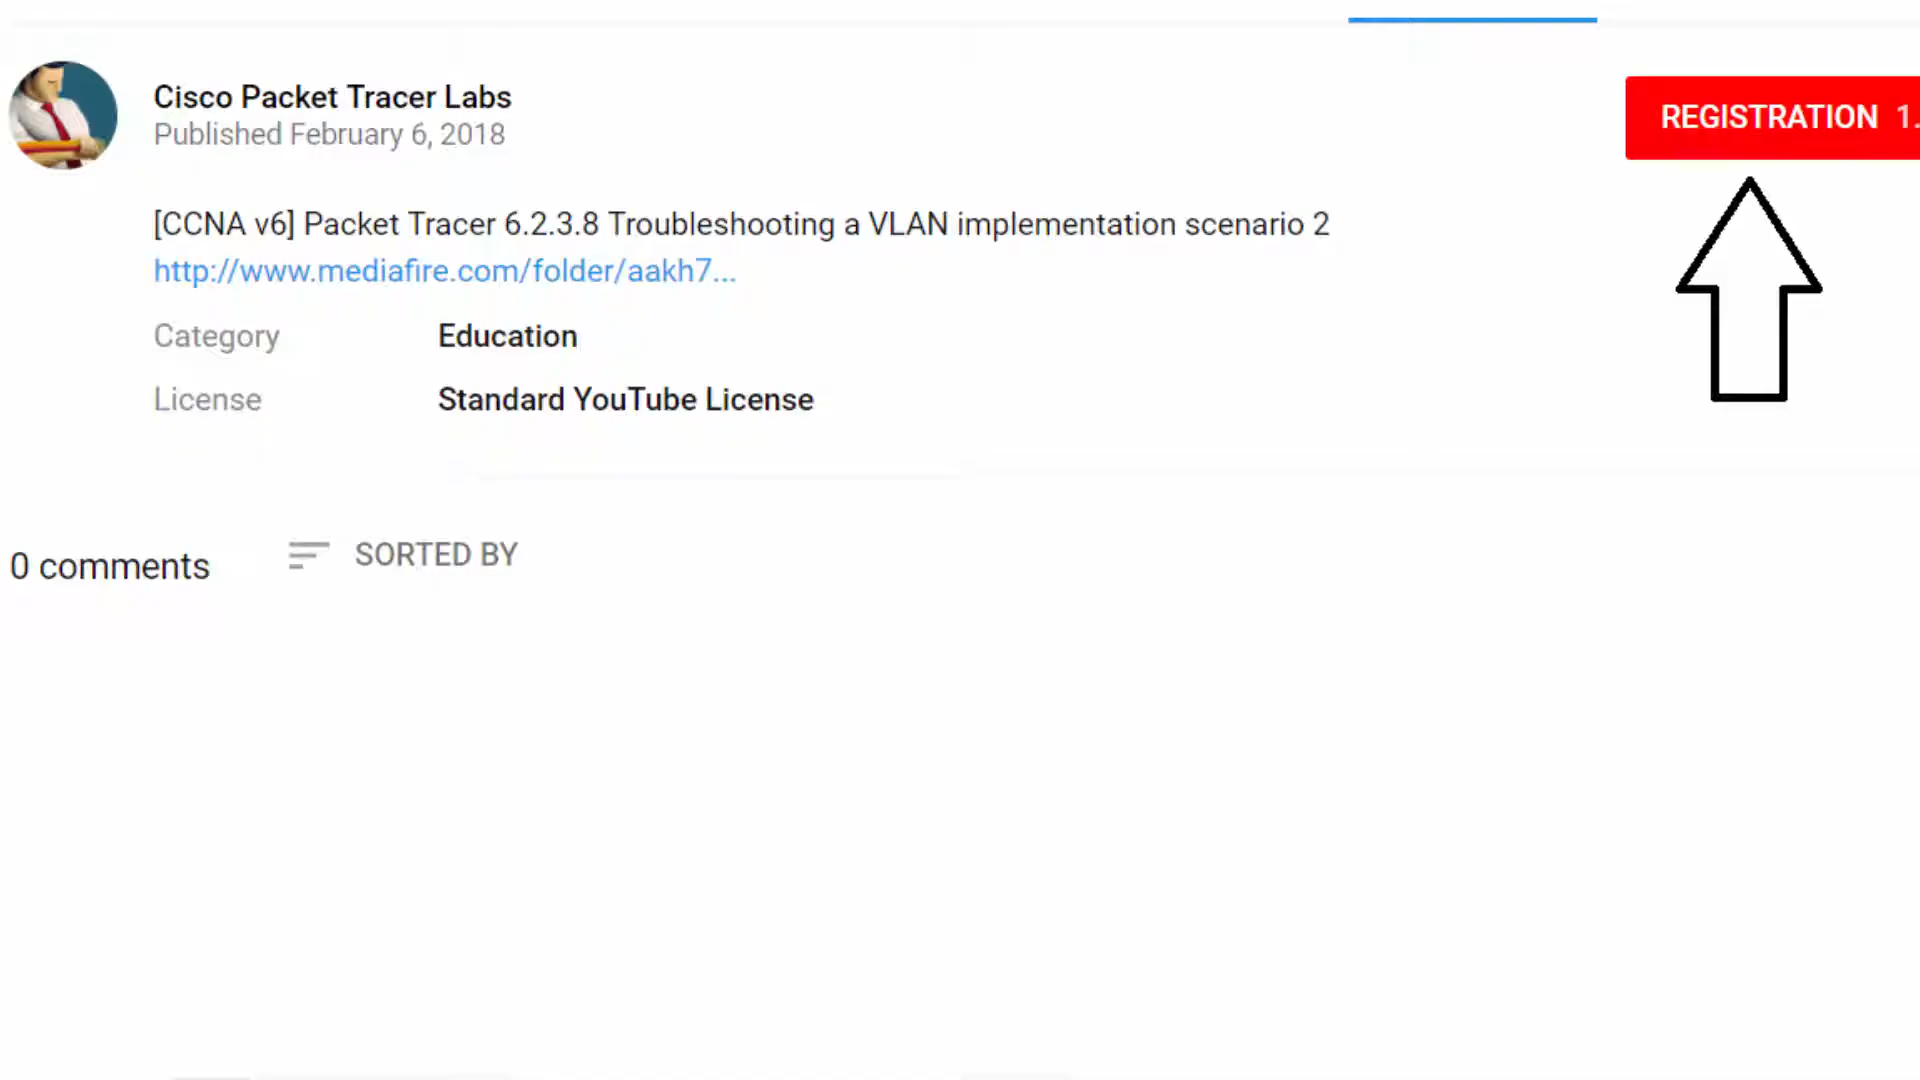 Cisco Packet Tracer Labs
Published February 6, 2018
REGISTRATION 1.
[CCNA v6] Packet Tracer 6.2.3.8 Troubleshooting a VLAN implementation scenario 2
http://www.mediafire.com/folder/aakh7...
Category Education
License Standard YouTube License
0 comments SORTED BY